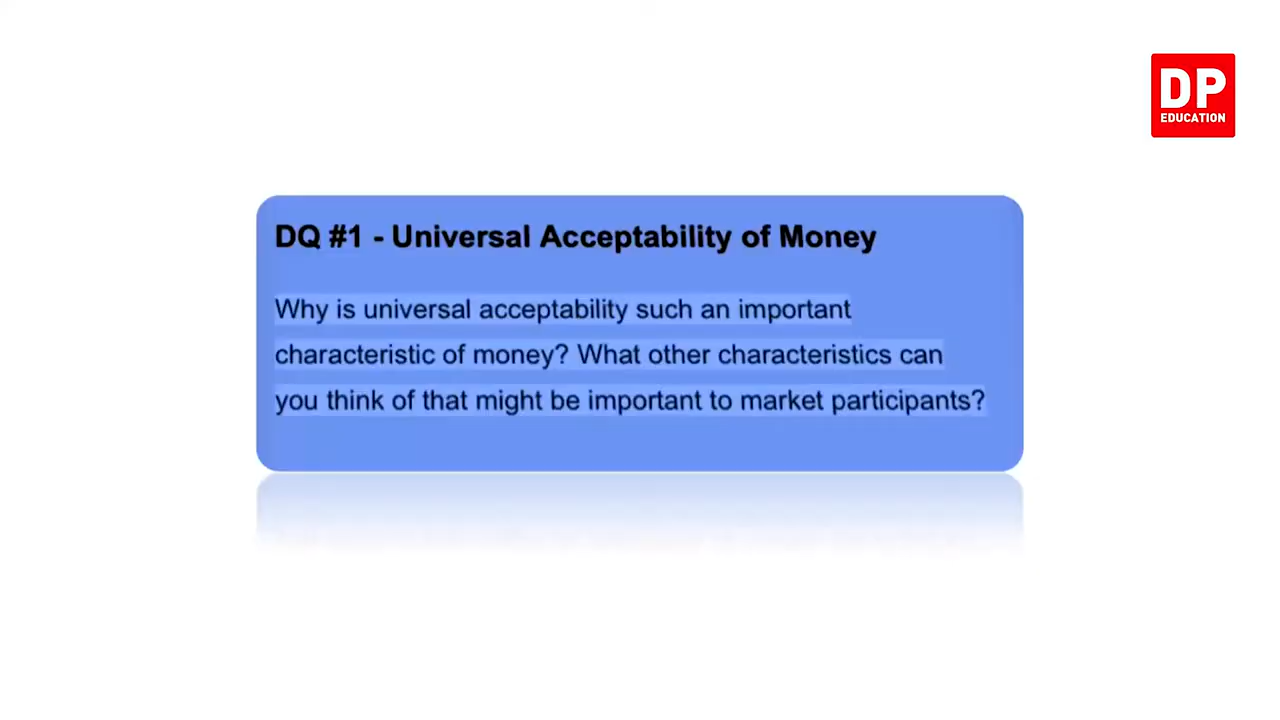 DP
EDUCATION
DQ #1 - Universal Acceptability of Money
Why is universal acceptability such an important
characteristic of money? What other characteristics can
you think of that might be important to market participants?